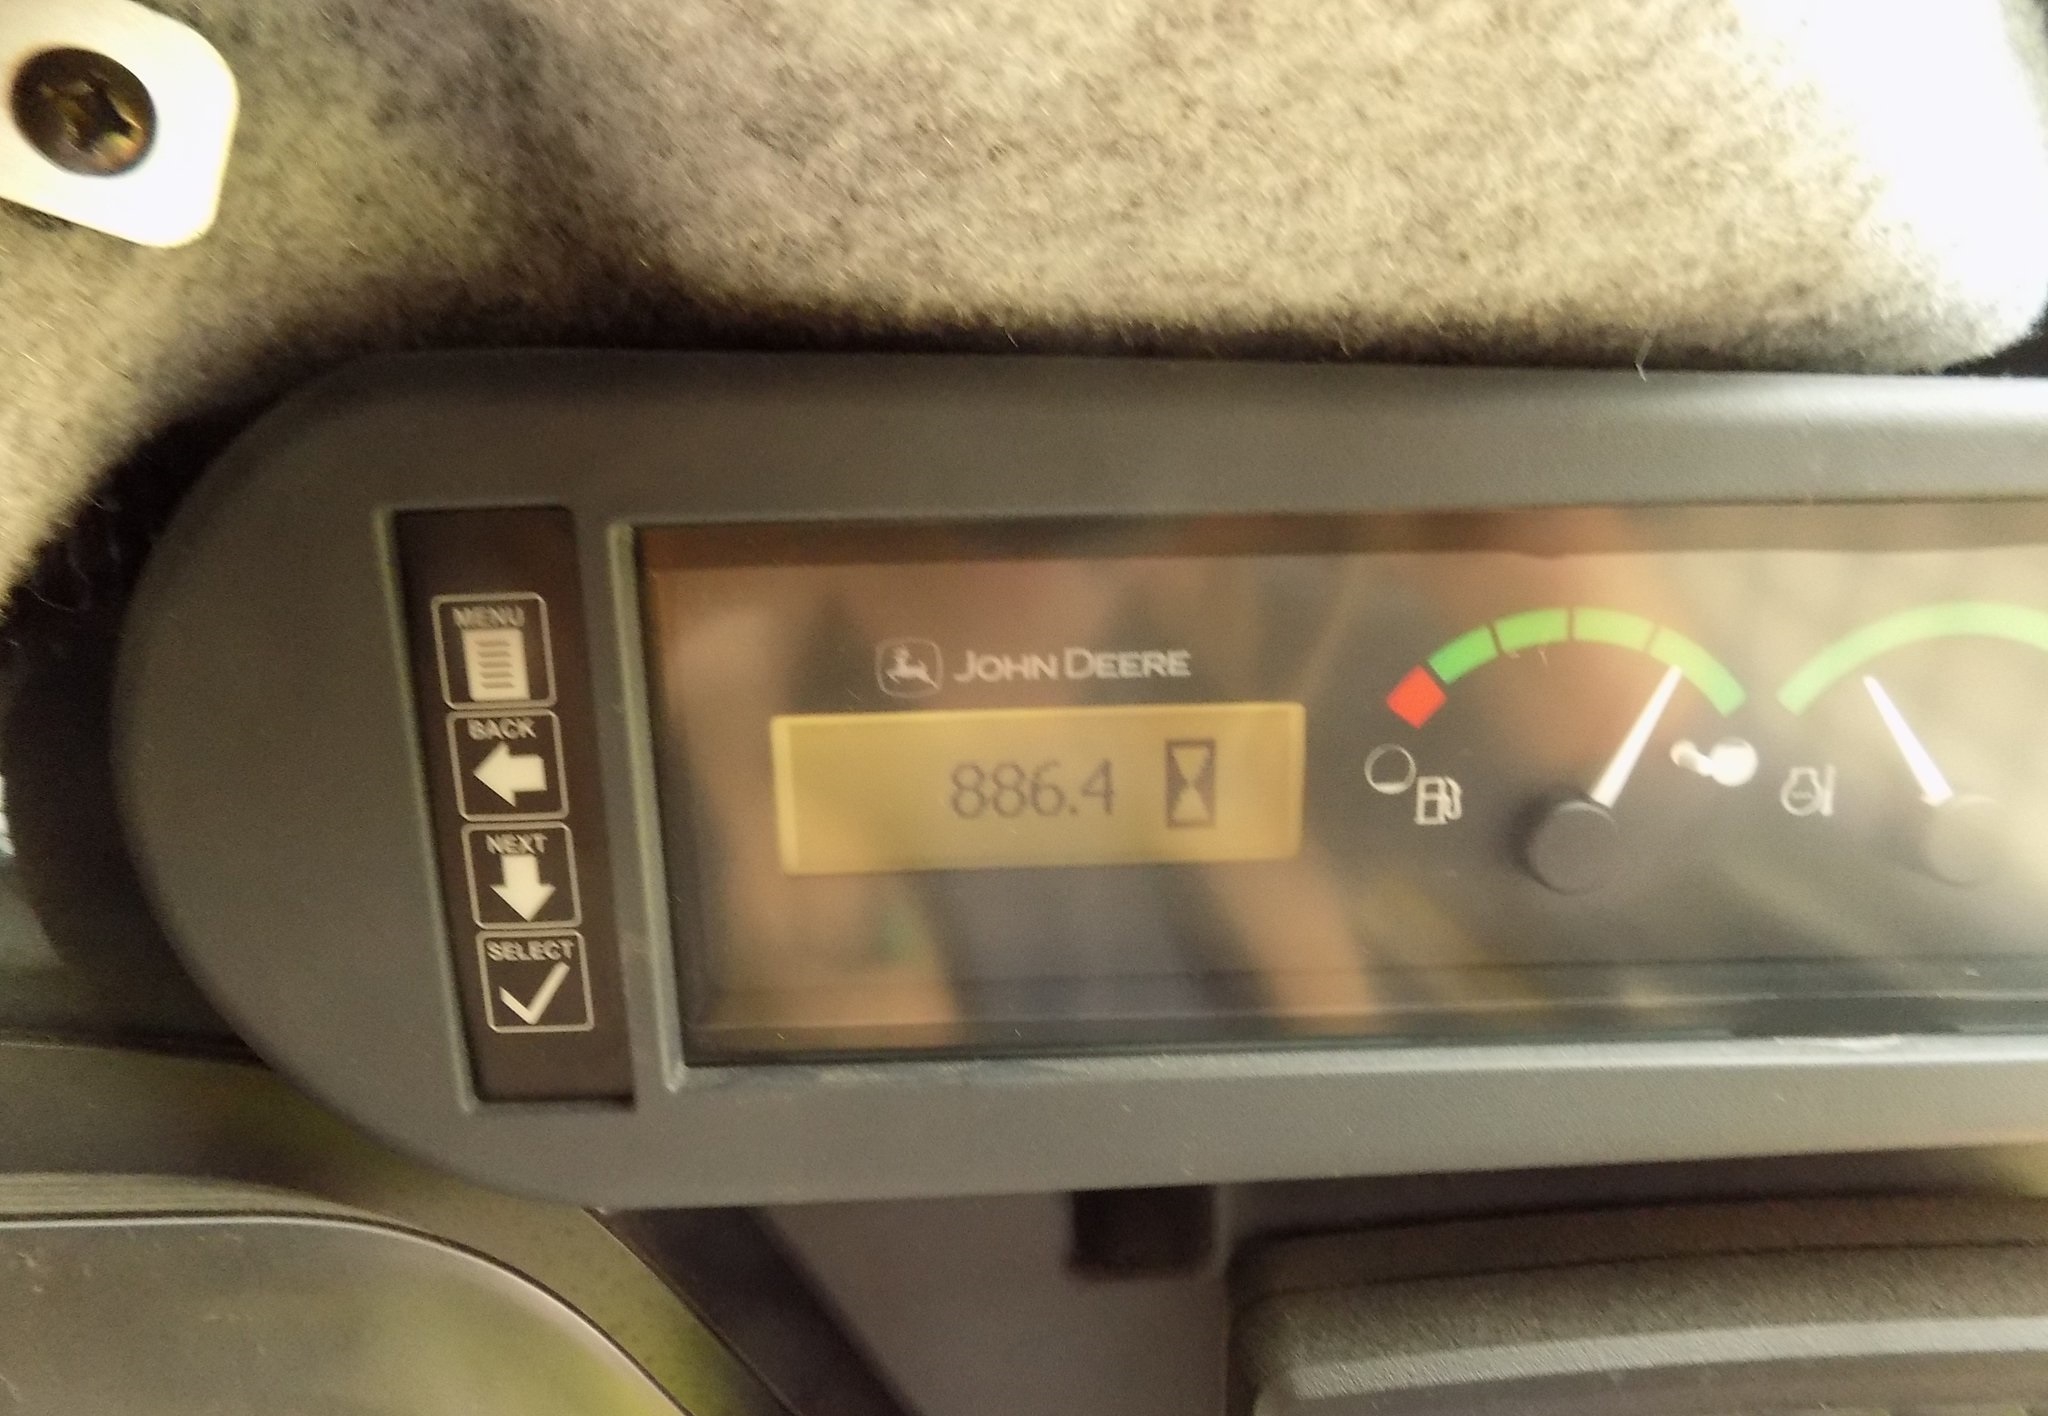 MENU
BACK
NEXT
SELECT
JOHN DEERE
886.4